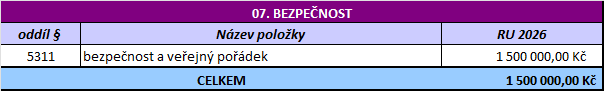 07. BEZPEČNOST
oddíl § Název položky RU 2026
5311 bezpečnost a veřejný pořádek 1 500 000,00 Kč
CELKEM 1 500 000,00 Kč